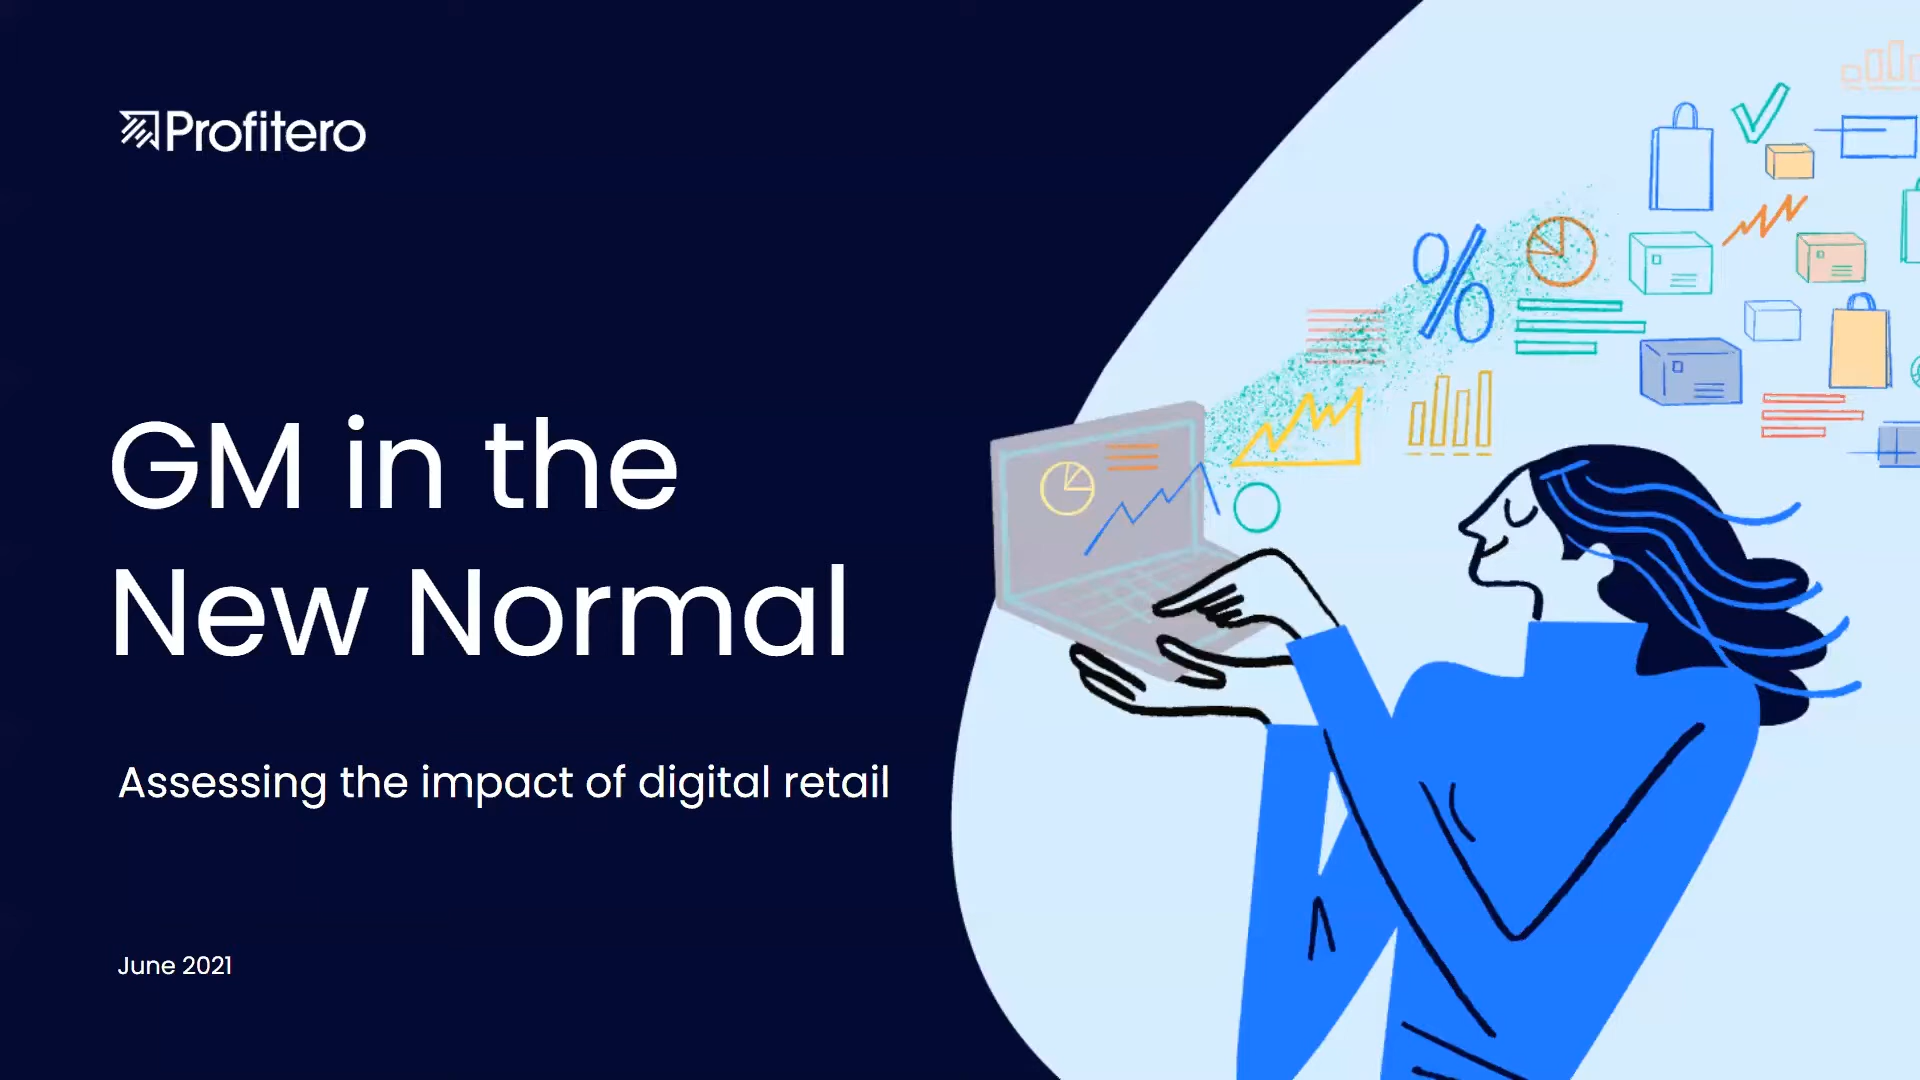 Profitero
GM in the
New Normal
Assessing the impact of digital retail
June 2021
%